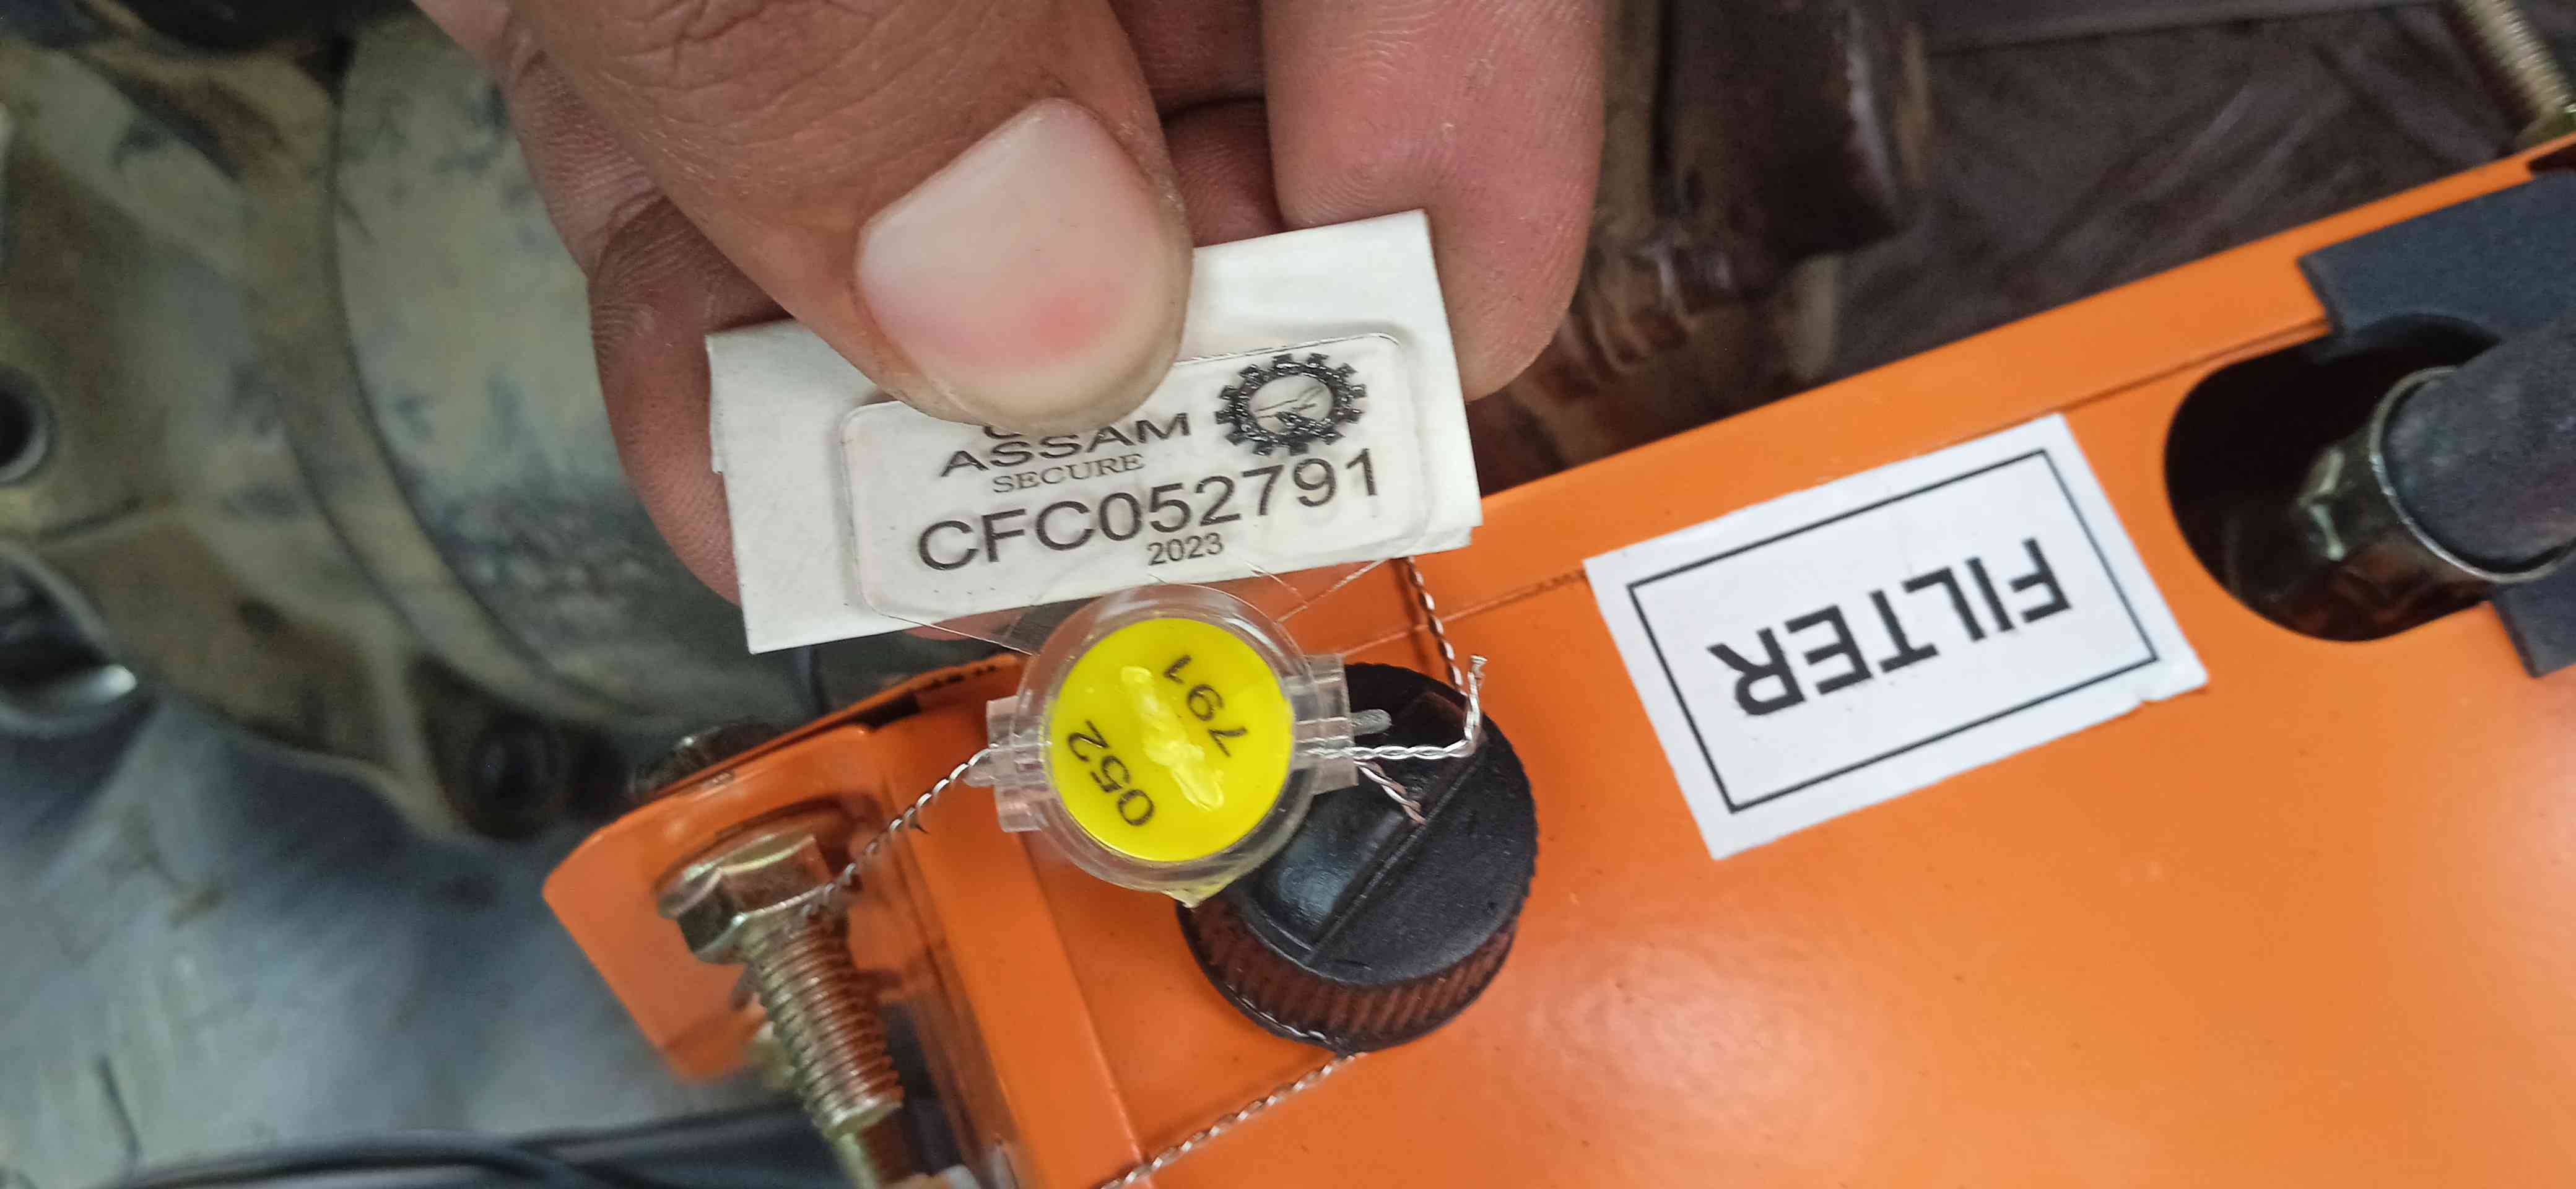 ASSAM
SECURE
CFC052791
2023
052
791
FILTER